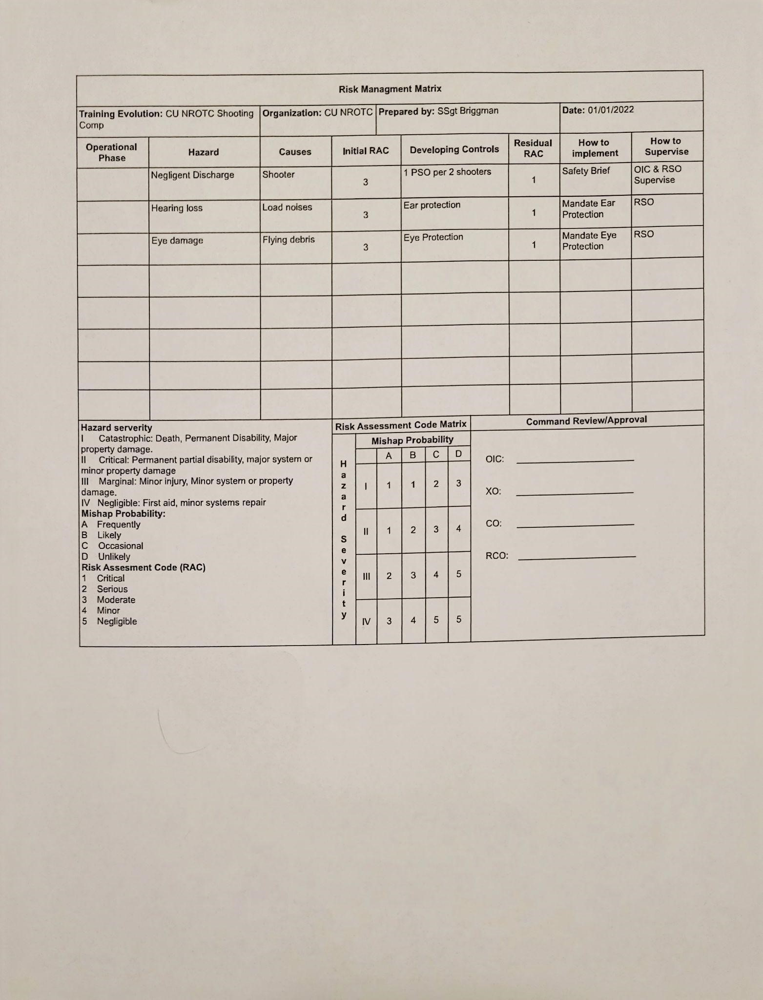 Risk Managment Matrix
Training Evolution: CU NROTC Shooting
Comp
Organization: CU NROTC
Prepared by: SSgt Briggman
Date: 01/01/2022
Operational
Phase
Hazard
Causes
Initial RAC
Developing Controls
Residual
RAC
How to
implement
How to
Supervise
Negligent Discharge
Shooter
3
1 PSO per 2 shooters
1
Safety Brief
OIC & RSO
Supervise
Hearing loss
Load noises
3
Ear protection
1
Mandate Ear
Protection
RSO
Eye damage
Flying debris
3
Eye Protection
1
Mandate Eye
Protection
RSO
Hazard serverity
I Catastrophic: Death, Permanent Disability, Major
property damage.
II Critical: Permanent partial disability, major system or
minor property damage
III Marginal: Minor injury, Minor system or property
damage.
IV Negligible: First aid, minor systems repair
Mishap Probability:
A Frequently
B Likely
C Occasional
D Unlikely
Risk Assesment Code (RAC)
1 Critical
2 Serious
3 Moderate
4 Minor
5 Negligible
Risk Assessment Code Matrix
Mishap Probability
Hazard Severity
A B C D
I 1 1 2 3
II 1 2 3 4
III 2 3 4 5
IV 3 4 5 5
Command Review/Approval
OIC:
XO:
CO:
RCO: